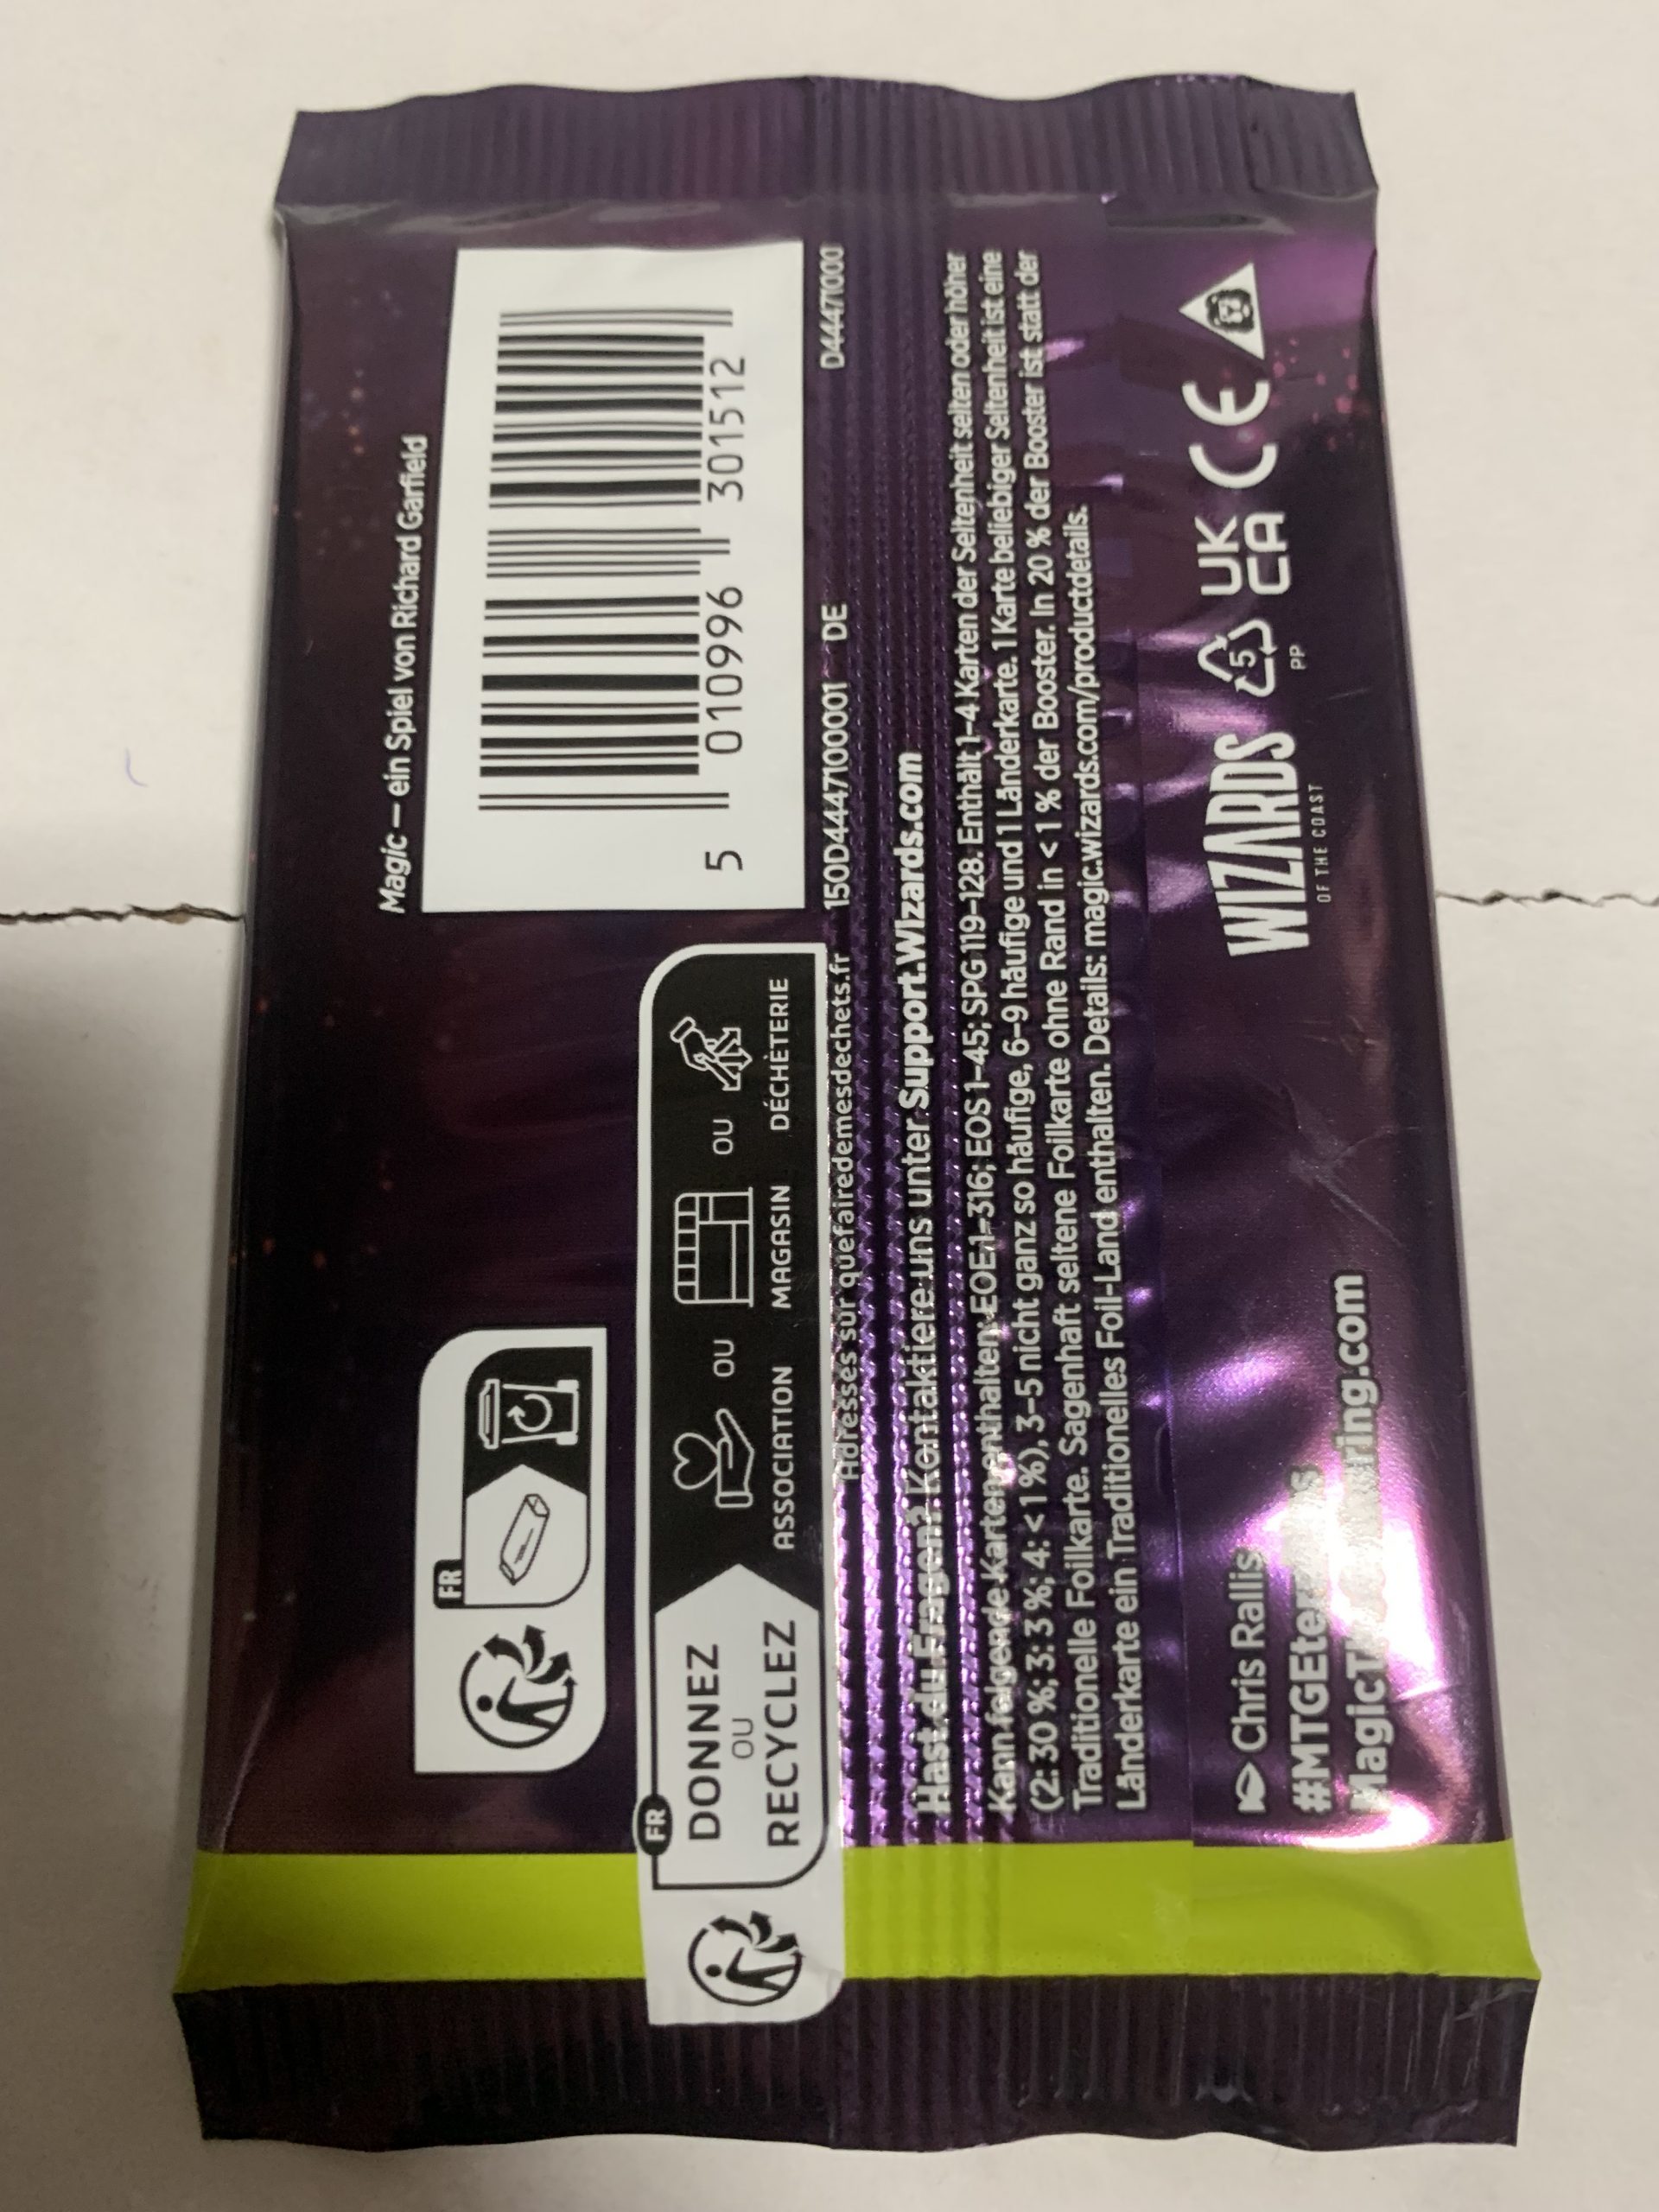 Magic – ein Spiel von Richard Garfield
5 010996 301512
FR
FR
DONNEZ
OU
RECYCLEZ
OU
OU
ASSOCIATION MAGASIN DÉCHÈTERIE
Adresses sur quefairedemesdechets.fr
150D44471000 1 DE D44471000
Hast du Fragen? Kontaktiere uns unter Support.Wizards.com
Kann folgende Karten enthalten: EOE 1–316; EOS 1–45; SPG 119–128. Enthält 1–4 Karten der Seltenheit selten oder höher
(2: 30 %; 3: 3 %; 4: < 1 %), 3–5 nicht ganz so häufige, 6–9 häufige und 1 Länderkarte. 1 Karte beliebiger Seltenheit ist eine
Traditionelle Foilkarte. Sagenhaft seltene Foilkarte ohne Rand in < 1 % der Booster. In 20 % der Booster ist statt der
Länderkarte ein Traditionelles Foil-Land enthalten. Details: magic.wizards.com/productdetails.
Chris Rallis
WIZARDS
OF THE COAST
5
PP
UK
CA
CE